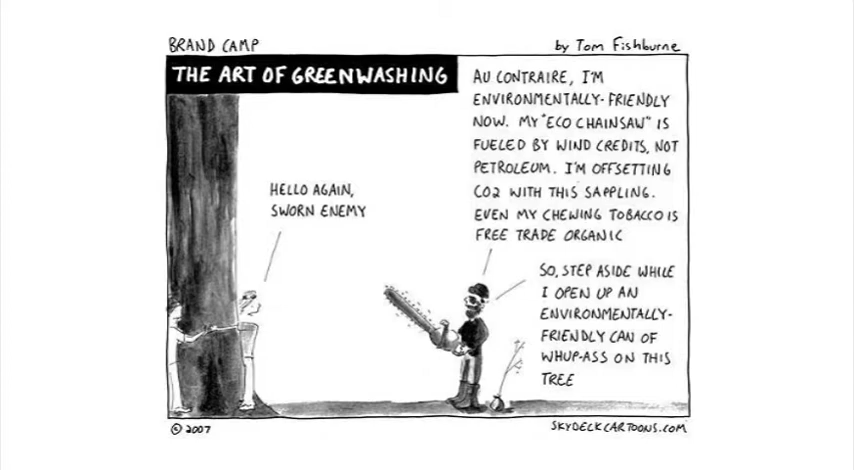 BRAND CAMP
by Tom Fishburne
THE ART OF GREENWASHING
HELLO AGAIN,
SWORN ENEMY
AU CONTRAIRE, I'M
ENVIRONMENTALLY-FRIENDLY
NOW. MY "ECO CHAINSAW" IS
FUELED BY WIND CREDITS, NOT
PETROLEUM. I'M OFFSETTING
CO2 WITH THIS SAPPLING.
EVEN MY CHEWING TOBACCO IS
FREE TRADE ORGANIC
SO, STEP ASIDE WHILE
I OPEN UP AN
ENVIRONMENTALLY-
FRIENDLY CAN OF
WHUP-ASS ON THIS
TREE
© 2007
SKYDECKCARTOONS.COM